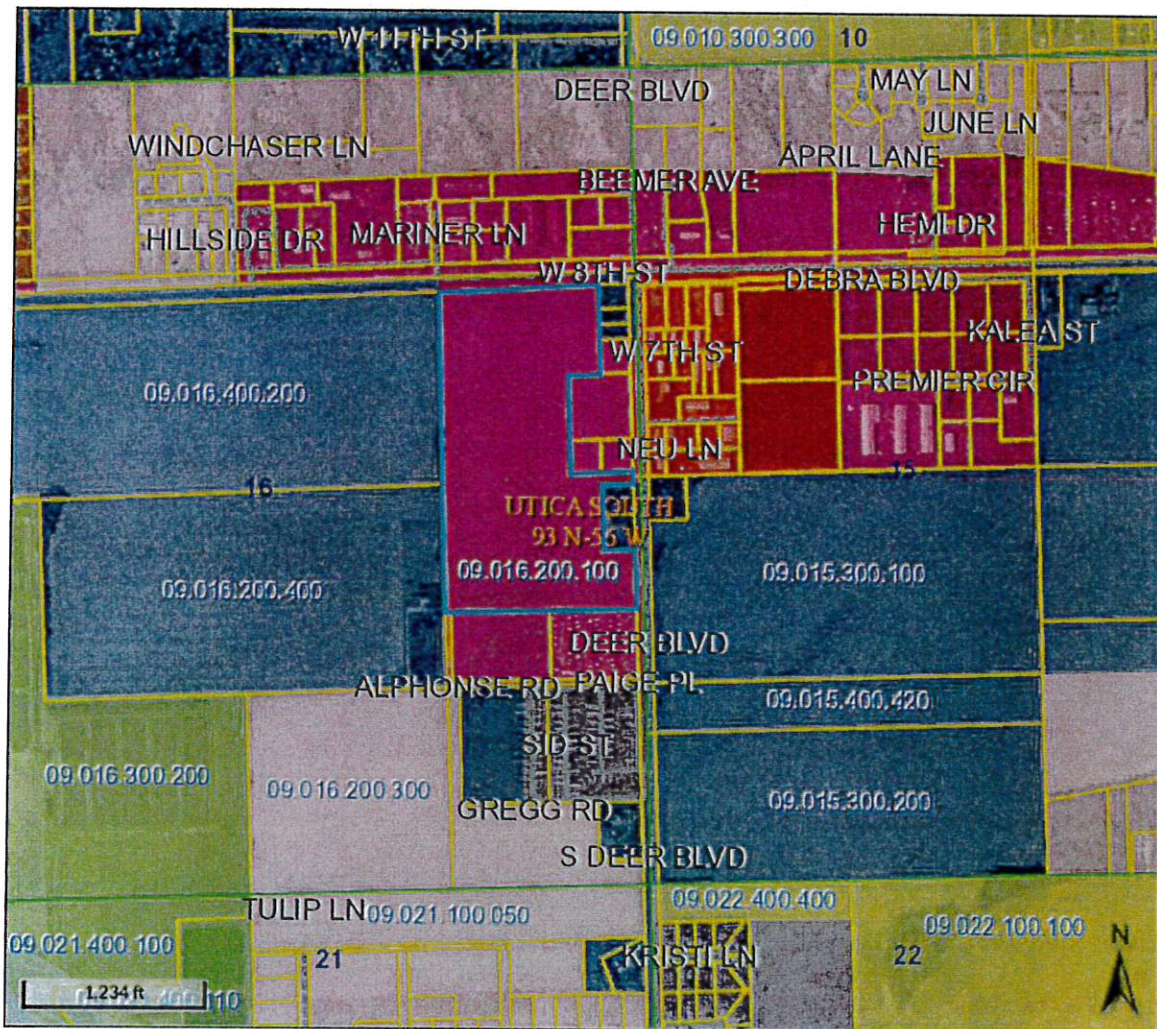 W 11TH ST
09.010.300.300
10
DEER BLVD
MAY LN
JUNE LN
WINDCHASER LN
APRIL LANE
BEEMER AVE
HILLSIDE DR
MARINER LN
HEMI DR
W 8TH ST
DEBRA BLVD
KALEA ST
W 7TH ST
PREMIER CIR
09.016.400.200
NEU LN
15
16
UTICA SOUTH
93 N-56 W
09.016.200.100
09.015.300.100
09.016.200.400
DEER BLVD
ALPHONSE RD
PAIGE PL
09.015.400.420
SID ST
09.016.300.200
09.016.200.300
09.015.300.200
GREGG RD
S DEER BLVD
TULIP LN
09.021.100.050
09.022.400.400
09.022.100.100
09.021.400.100
21
KRISTI LN
22
N
1,234 ft